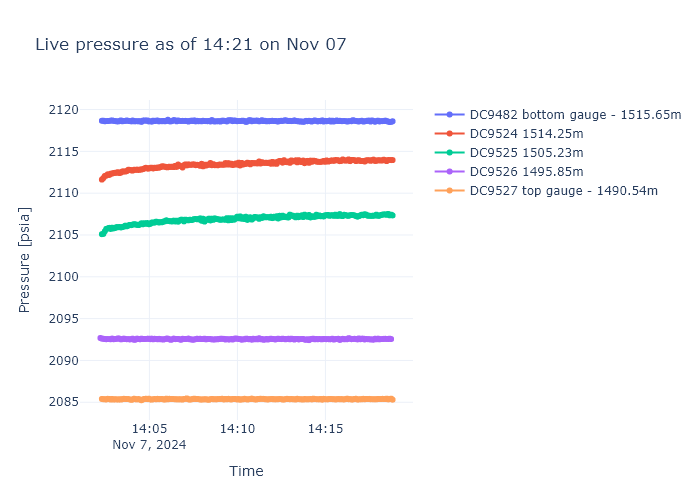 Live pressure as of 14:21 on Nov 07
DC9482 bottom gauge - 1515.65m
DC9524 1514.25m
DC9525 1505.23m
DC9526 1495.85m
DC9527 top gauge - 1490.54m
Pressure [psia]
2120
2115
2110
2105
2100
2095
2090
2085
14:05
14:10
14:15
Nov 7, 2024
Time